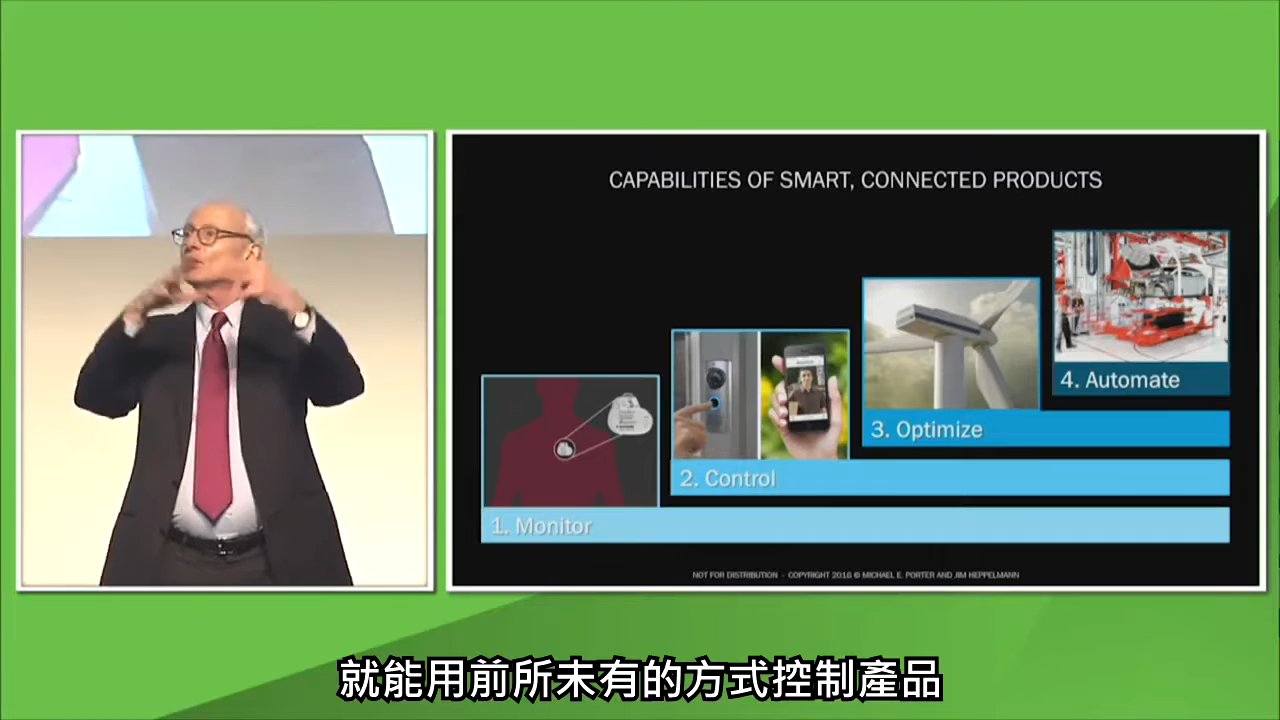 CAPABILITIES OF SMART, CONNECTED PRODUCTS
4. Automate
3. Optimize
2. Control
1. Monitor
NOT FOR DISTRIBUTION - COPYRIGHT 2016 © MICHAEL E. PORTER AND JIM HEPPELMANN
就能用前所未有的方式控制產品